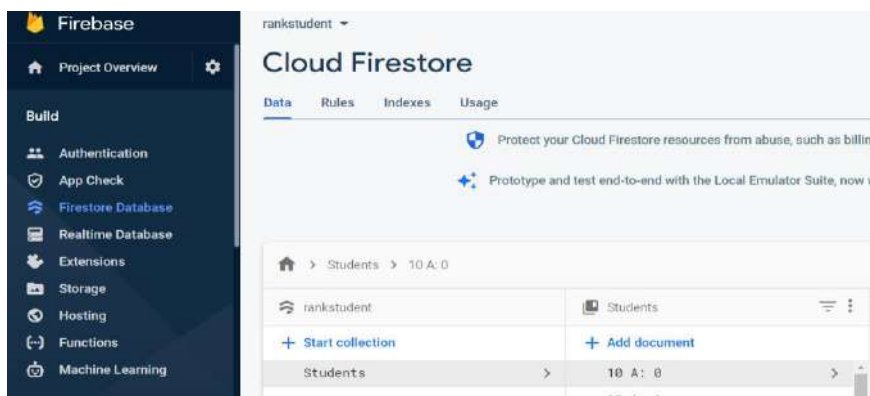 Firebase
Project Overview
Build
Authentication
App Check
Firestore Database
Realtime Database
Extensions
Storage
Hosting
Functions
Machine Learning
rankstudent
Cloud Firestore
Data Rules Indexes Usage
Protect your Cloud Firestore resources from abuse, such as billin
Prototype and test end-to-end with the Local Emulator Suite, now
> Students > 10 A: 0
rankstudent
+ Start collection
Students >
Students
+ Add document
10 A: 0 >